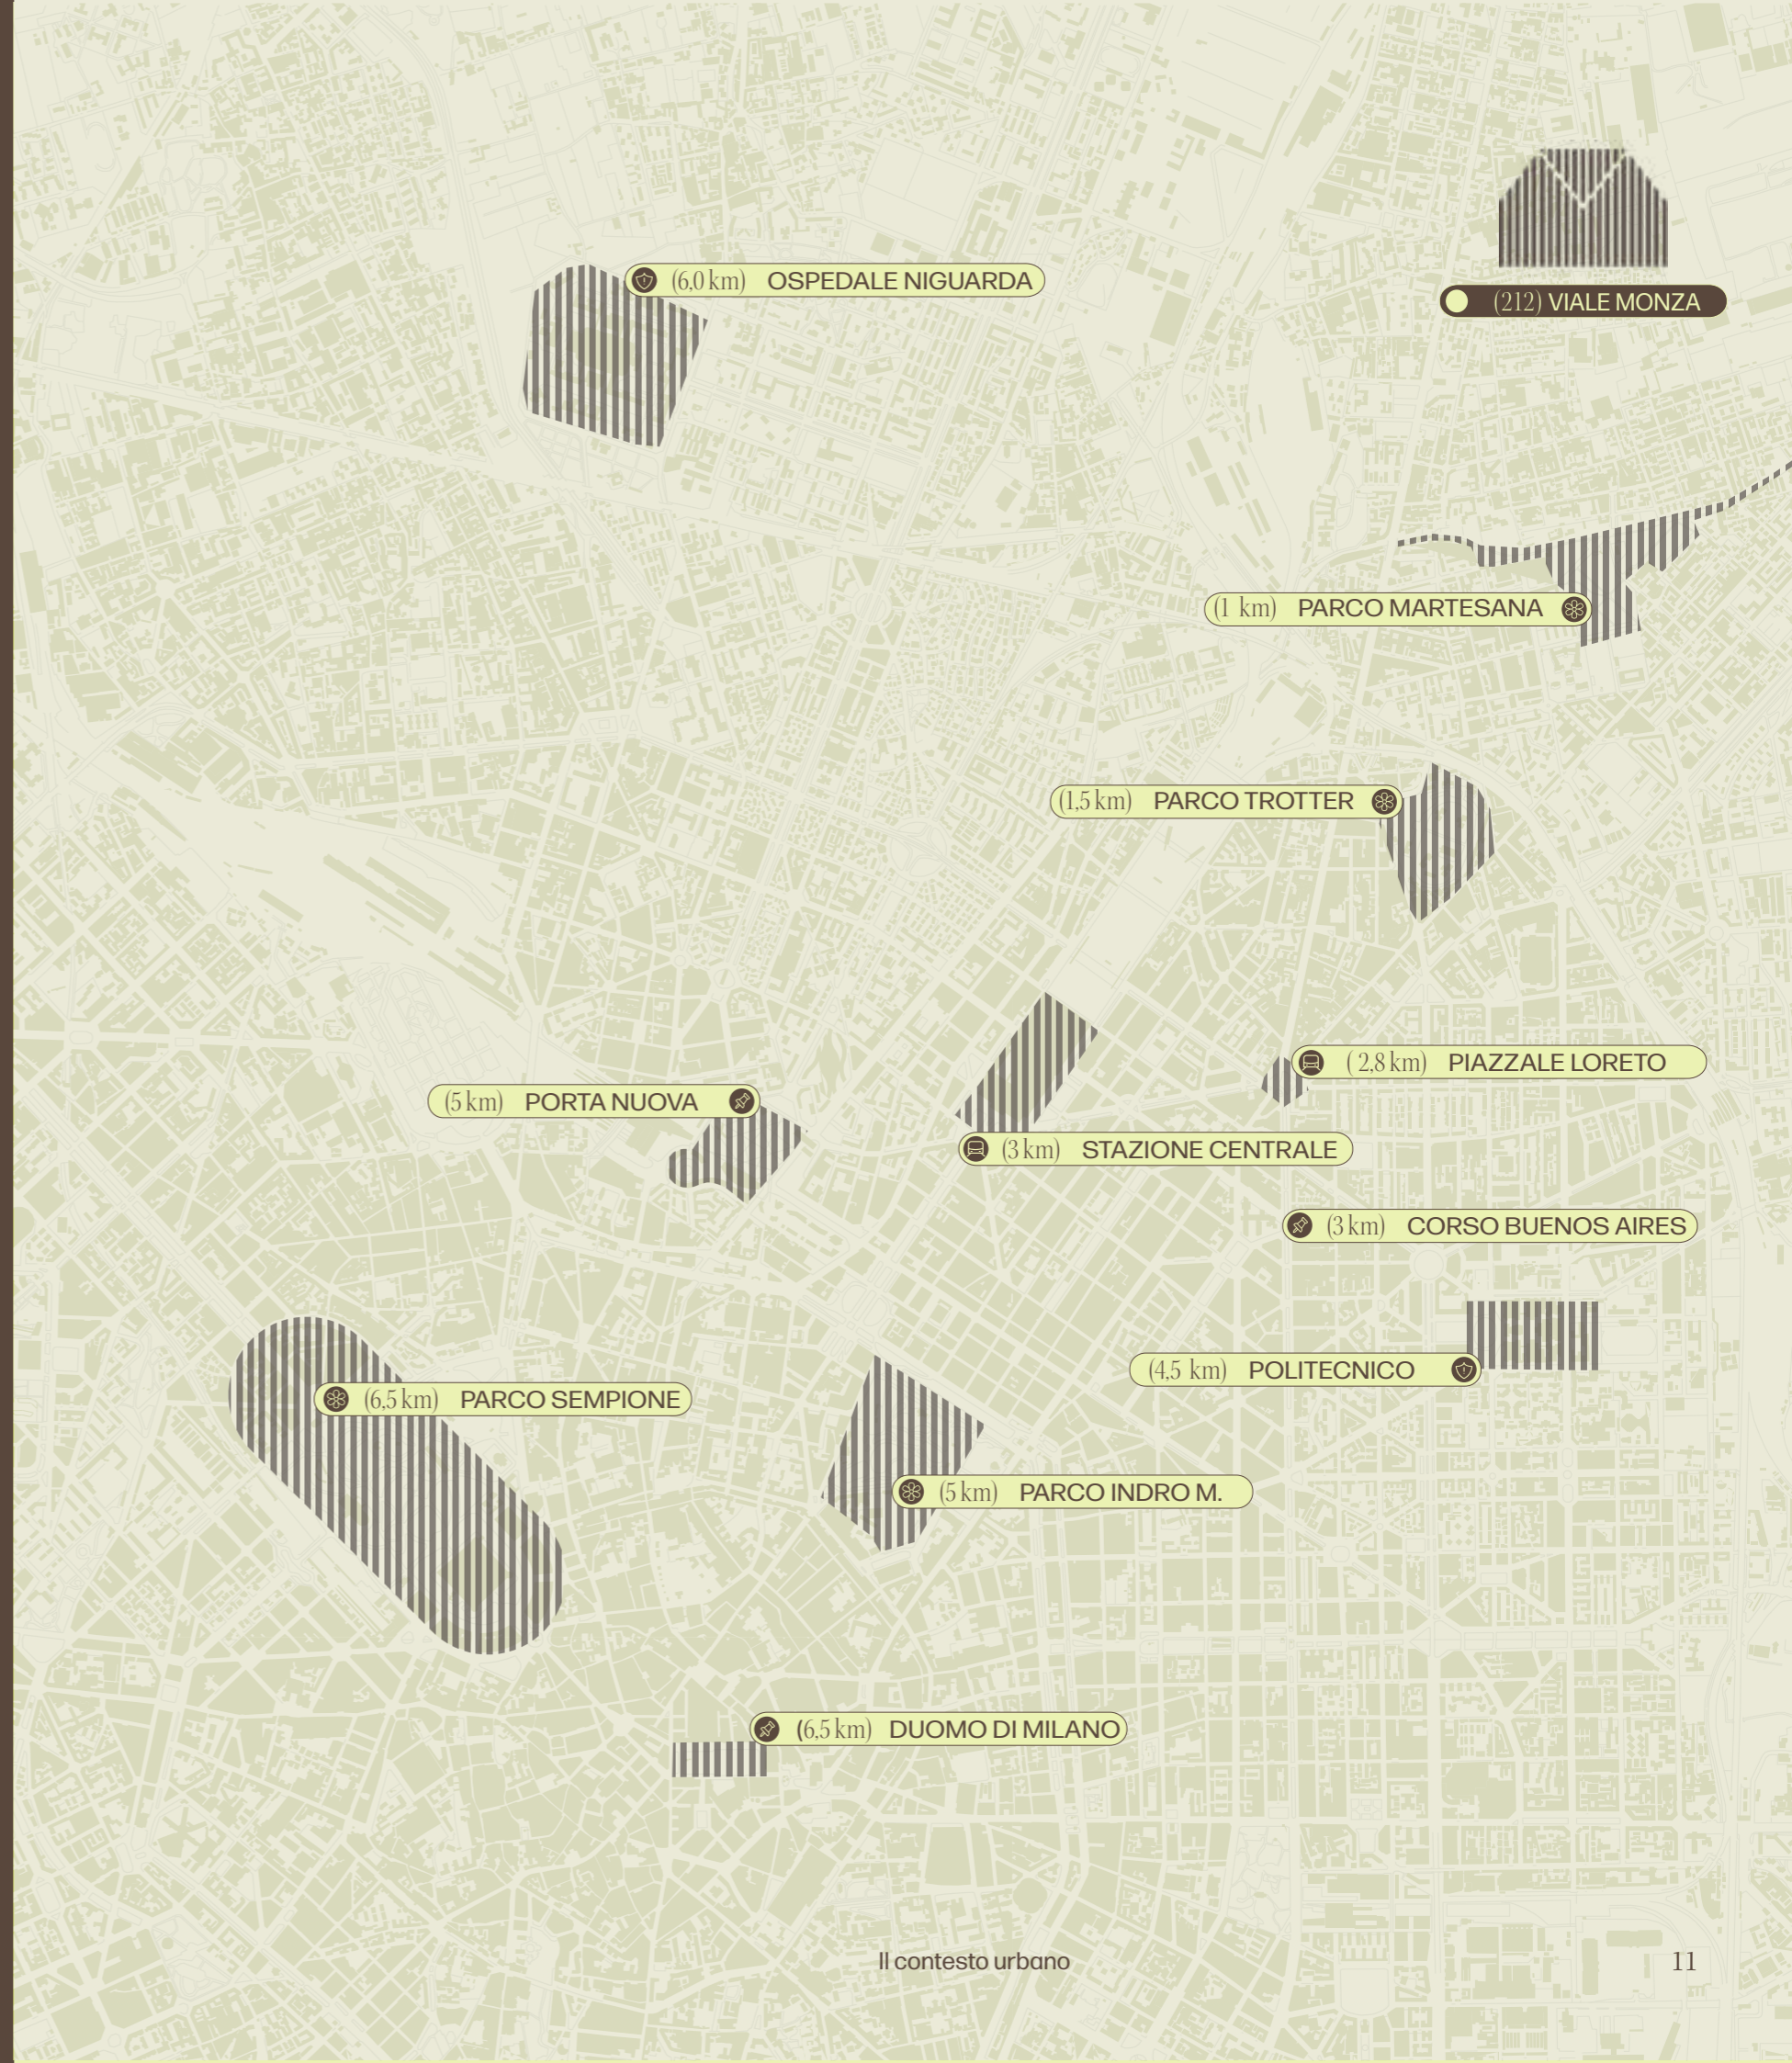 (6,0 km) OSPEDALE NIGUARDA
(212) VIALE MONZA
(1 km) PARCO MARTESANA
(1,5 km) PARCO TROTTER
( 2,8 km) PIAZZALE LORETO
(5 km) PORTA NUOVA
(3 km) STAZIONE CENTRALE
(3 km) CORSO BUENOS AIRES
(4,5 km) POLITECNICO
(6,5 km) PARCO SEMPIONE
(5 km) PARCO INDRO M.
(6,5 km) DUOMO DI MILANO
Il contesto urbano
11